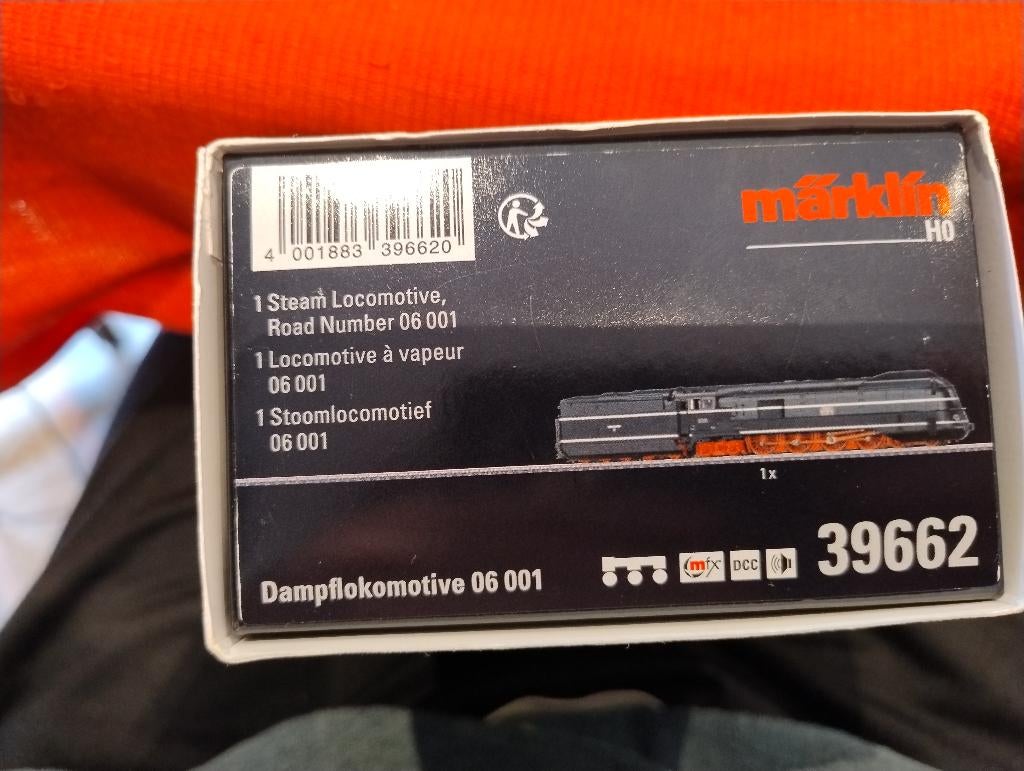 märklin
H0
4 001883 396620
1 Steam Locomotive,
Road Number 06 001
1 Locomotive à vapeur
06 001
1 Stoomlocomotief
06 001
1x
39662
mfx
DCC
Dampflokomotive 06 001